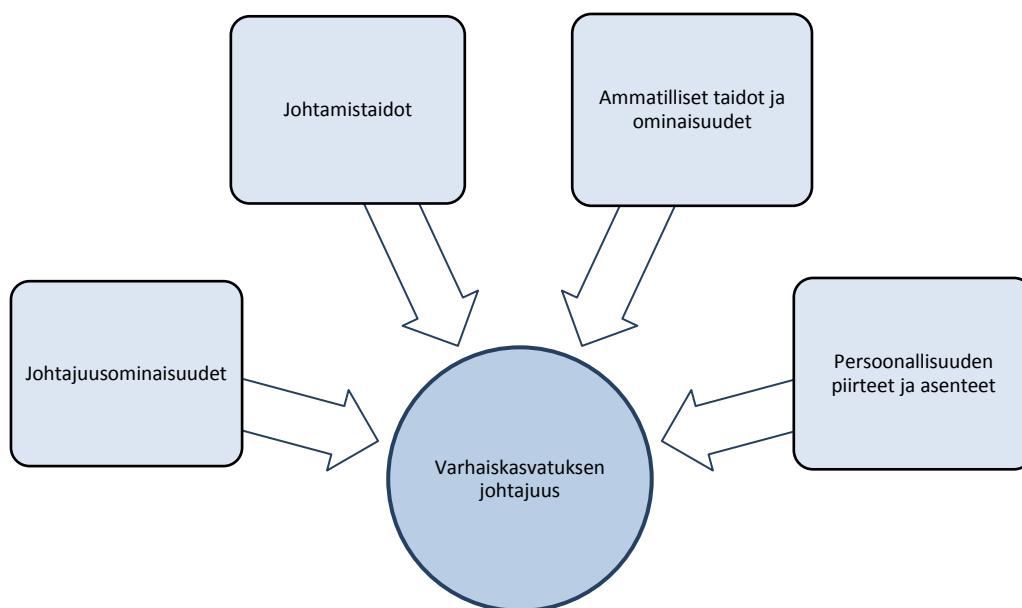 Johtamistaidot
Ammatilliset taidot ja
ominaisuudet
Johtajuusominaisuudet
Persoonallisuuden
piirteet ja asenteet
Varhaiskasvatuksen
johtajuus